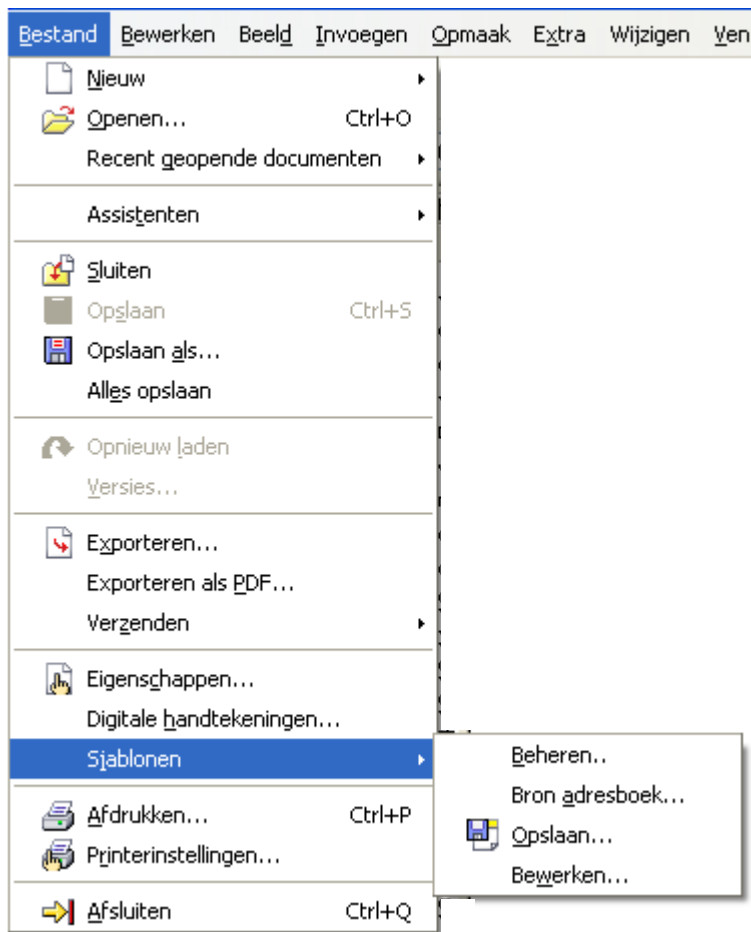 Bestand Bewerken Beeld Invoegen Opmaak Extra Wijzigen Ven
Nieuw
Openen... Ctrl+O
Recent geopende documenten
Assistenten
Sluiten
Opslaan Ctrl+S
Opslaan als...
Alles opslaan
Opnieuw laden
Versies...
Exporteren...
Exporteren als PDF...
Verzenden
Eigenschappen...
Digitale handtekeningen...
Sjablonen
Beheren..
Bron adresboek...
Opslaan...
Bewerken...
Afdrukken... Ctrl+P
Printerinstellingen...
Afsluiten Ctrl+Q